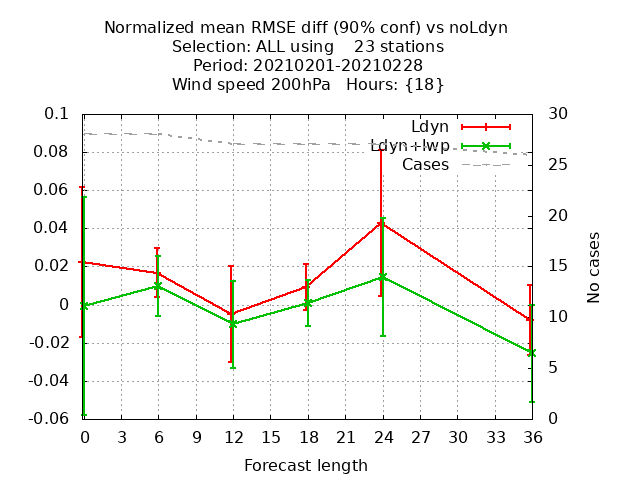 Normalized mean RMSE diff (90% conf) vs noLdyn
Selection: ALL using    23 stations
Period: 20210201-20210228
Wind speed 200hPa   Hours: {18}
0.1
0.08
0.06
0.04
0.02
0
-0.02
-0.04
-0.06
30
25
20
15
10
5
0
No cases
Ldyn
Ldyn+lwp
Cases
0 3 6 9 12 15 18 21 24 27 30 33 36
Forecast length